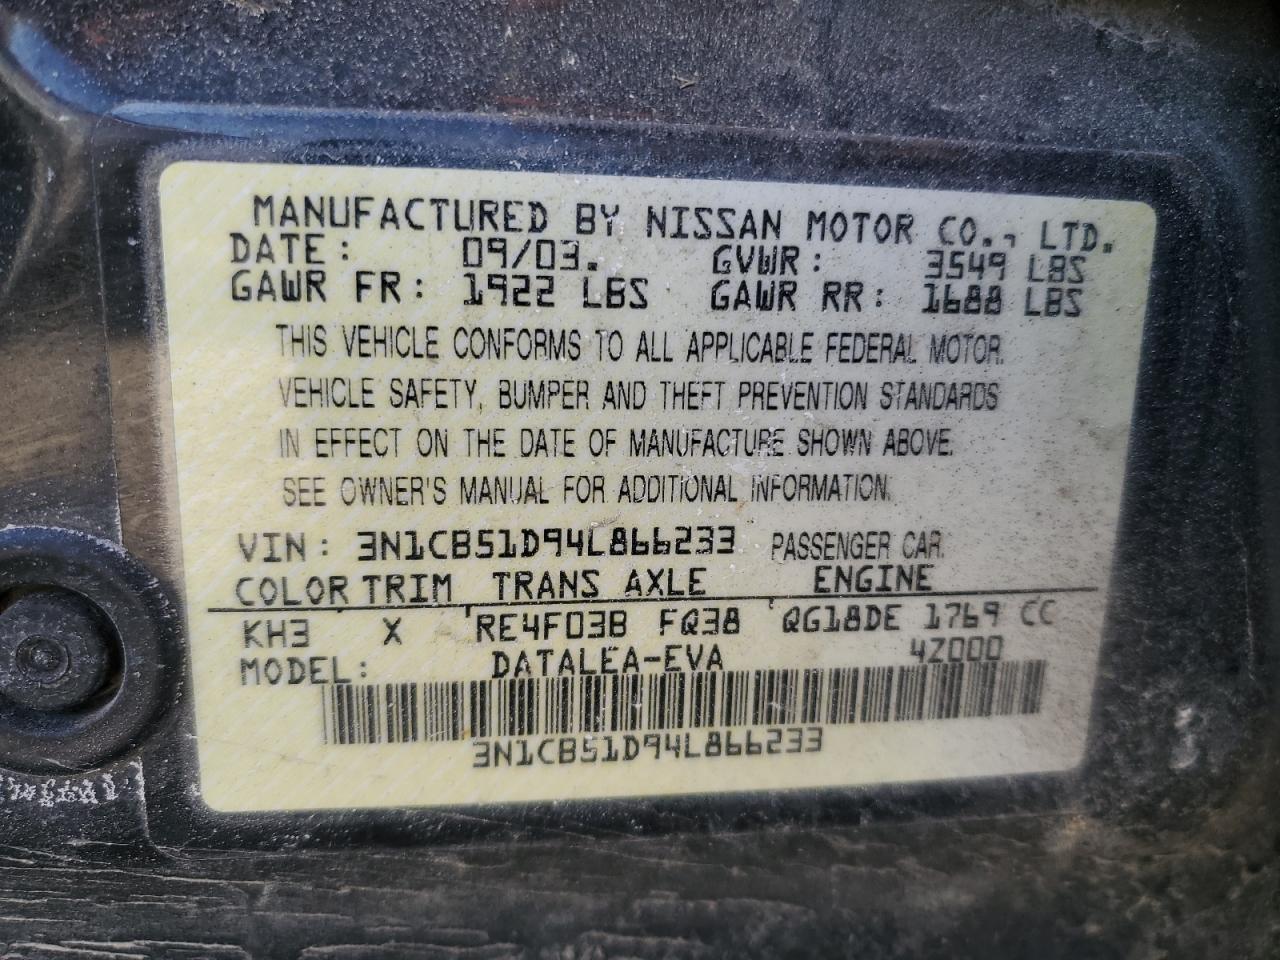 MANUFACTURED BY NISSAN MOTOR CO., LTD.
DATE: 09/03. GVWR: 3549 LBS
GAWR FR: 1922 LBS GAWR RR: 1688 LBS
THIS VEHICLE CONFORMS TO ALL APPLICABLE FEDERAL MOTOR
VEHICLE SAFETY, BUMPER AND THEFT PREVENTION STANDARDS
IN EFFECT ON THE DATE OF MANUFACTURE SHOWN ABOVE.
SEE OWNER'S MANUAL FOR ADDITIONAL INFORMATION.
VIN: 3N1CB51D94L866233 PASSENGER CAR
COLOR TRIM TRANS AXLE ENGINE
KH3 X RE4F03B FQ38 QG18DE 1769 CC
MODEL: DATALEA-EVA 4Z000
3N1CB51D94L866233